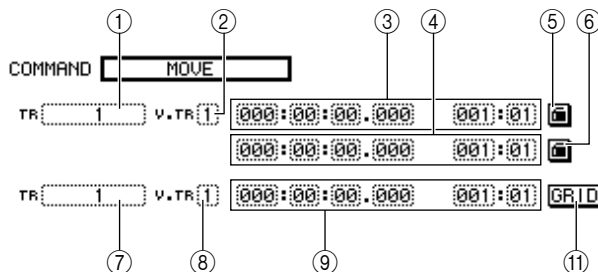 ① ② ③ ④ ⑤ ⑥
COMMAND MOVE
TR 1 V.TR 1 000:00:00.000 001:01
000:00:00.000 001:01
TR 1 V.TR 1 000:00:00.000 001:01 GRID
⑦ ⑧ ⑨ ⑪